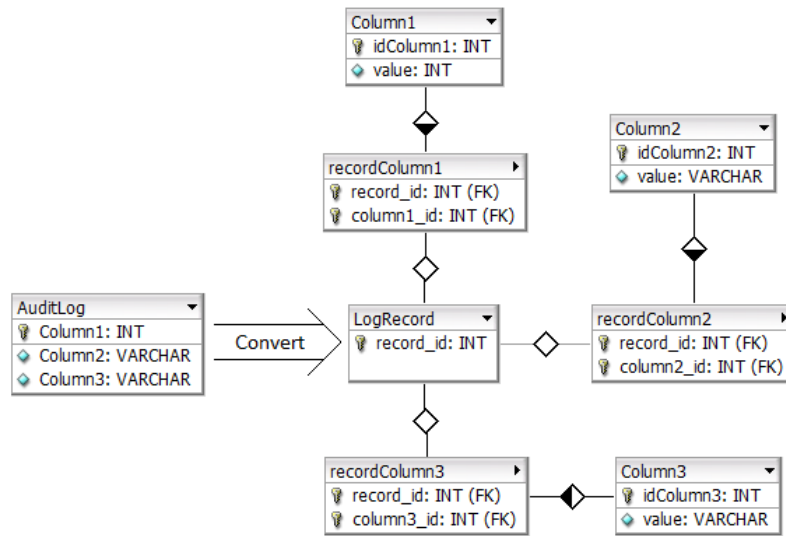 Column1
idColumn1: INT
value: INT
Column2
idColumn2: INT
value: VARCHAR
recordColumn1
record_id: INT (FK)
column1_id: INT (FK)
AuditLog
Column1: INT
Column2: VARCHAR
Column3: VARCHAR
Convert
LogRecord
record_id: INT
recordColumn2
record_id: INT (FK)
column2_id: INT (FK)
recordColumn3
record_id: INT (FK)
column3_id: INT (FK)
Column3
idColumn3: INT
value: VARCHAR